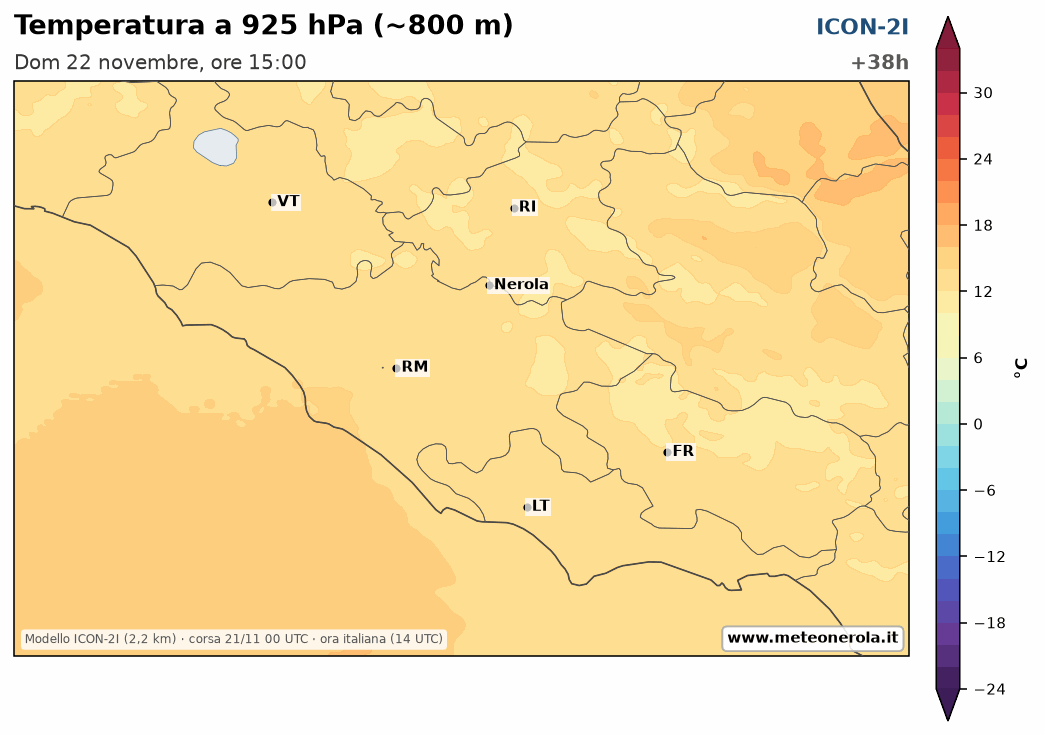 Temperatura a 925 hPa (~800 m)
ICON-2I
Dom 22 novembre, ore 15:00
+38h
VT
RI
Nerola
RM
FR
LT
Modello ICON-2I (2,2 km) · corsa 21/11 00 UTC · ora italiana (14 UTC)
www.meteonerola.it
30
24
18
12
6
0
−6
−12
−18
−24
°C